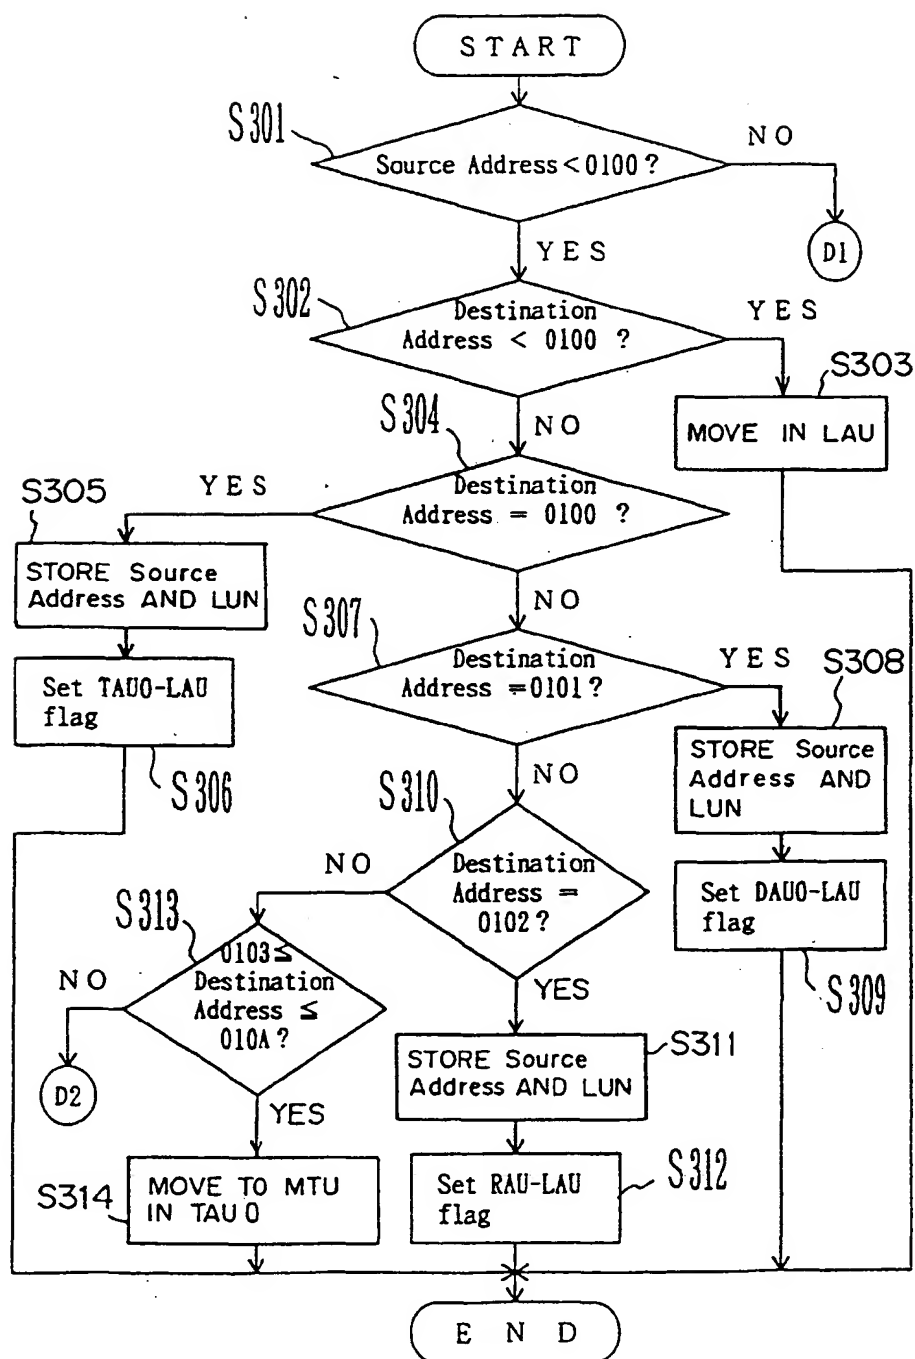 START
S301
Source Address < 0100 ?
NO
D1
YES
S302
Destination
Address < 0100 ?
YES
S303
MOVE IN LAU
NO
S304
Destination
Address = 0100 ?
YES
S305
STORE Source
Address AND LUN
Set TAU0-LAU
flag
S306
NO
S307
Destination
Address =0101?
YES
S308
STORE Source
Address AND
LUN
Set DAU0-LAU
flag
S309
NO
S310
Destination
Address =
0102?
NO
S313
0103≦
Destination
Address ≦
010A?
NO
D2
YES
S314
MOVE TO MTU
IN TAU 0
YES
S311
STORE Source
Address AND LUN
Set RAU-LAU
flag
S312
END